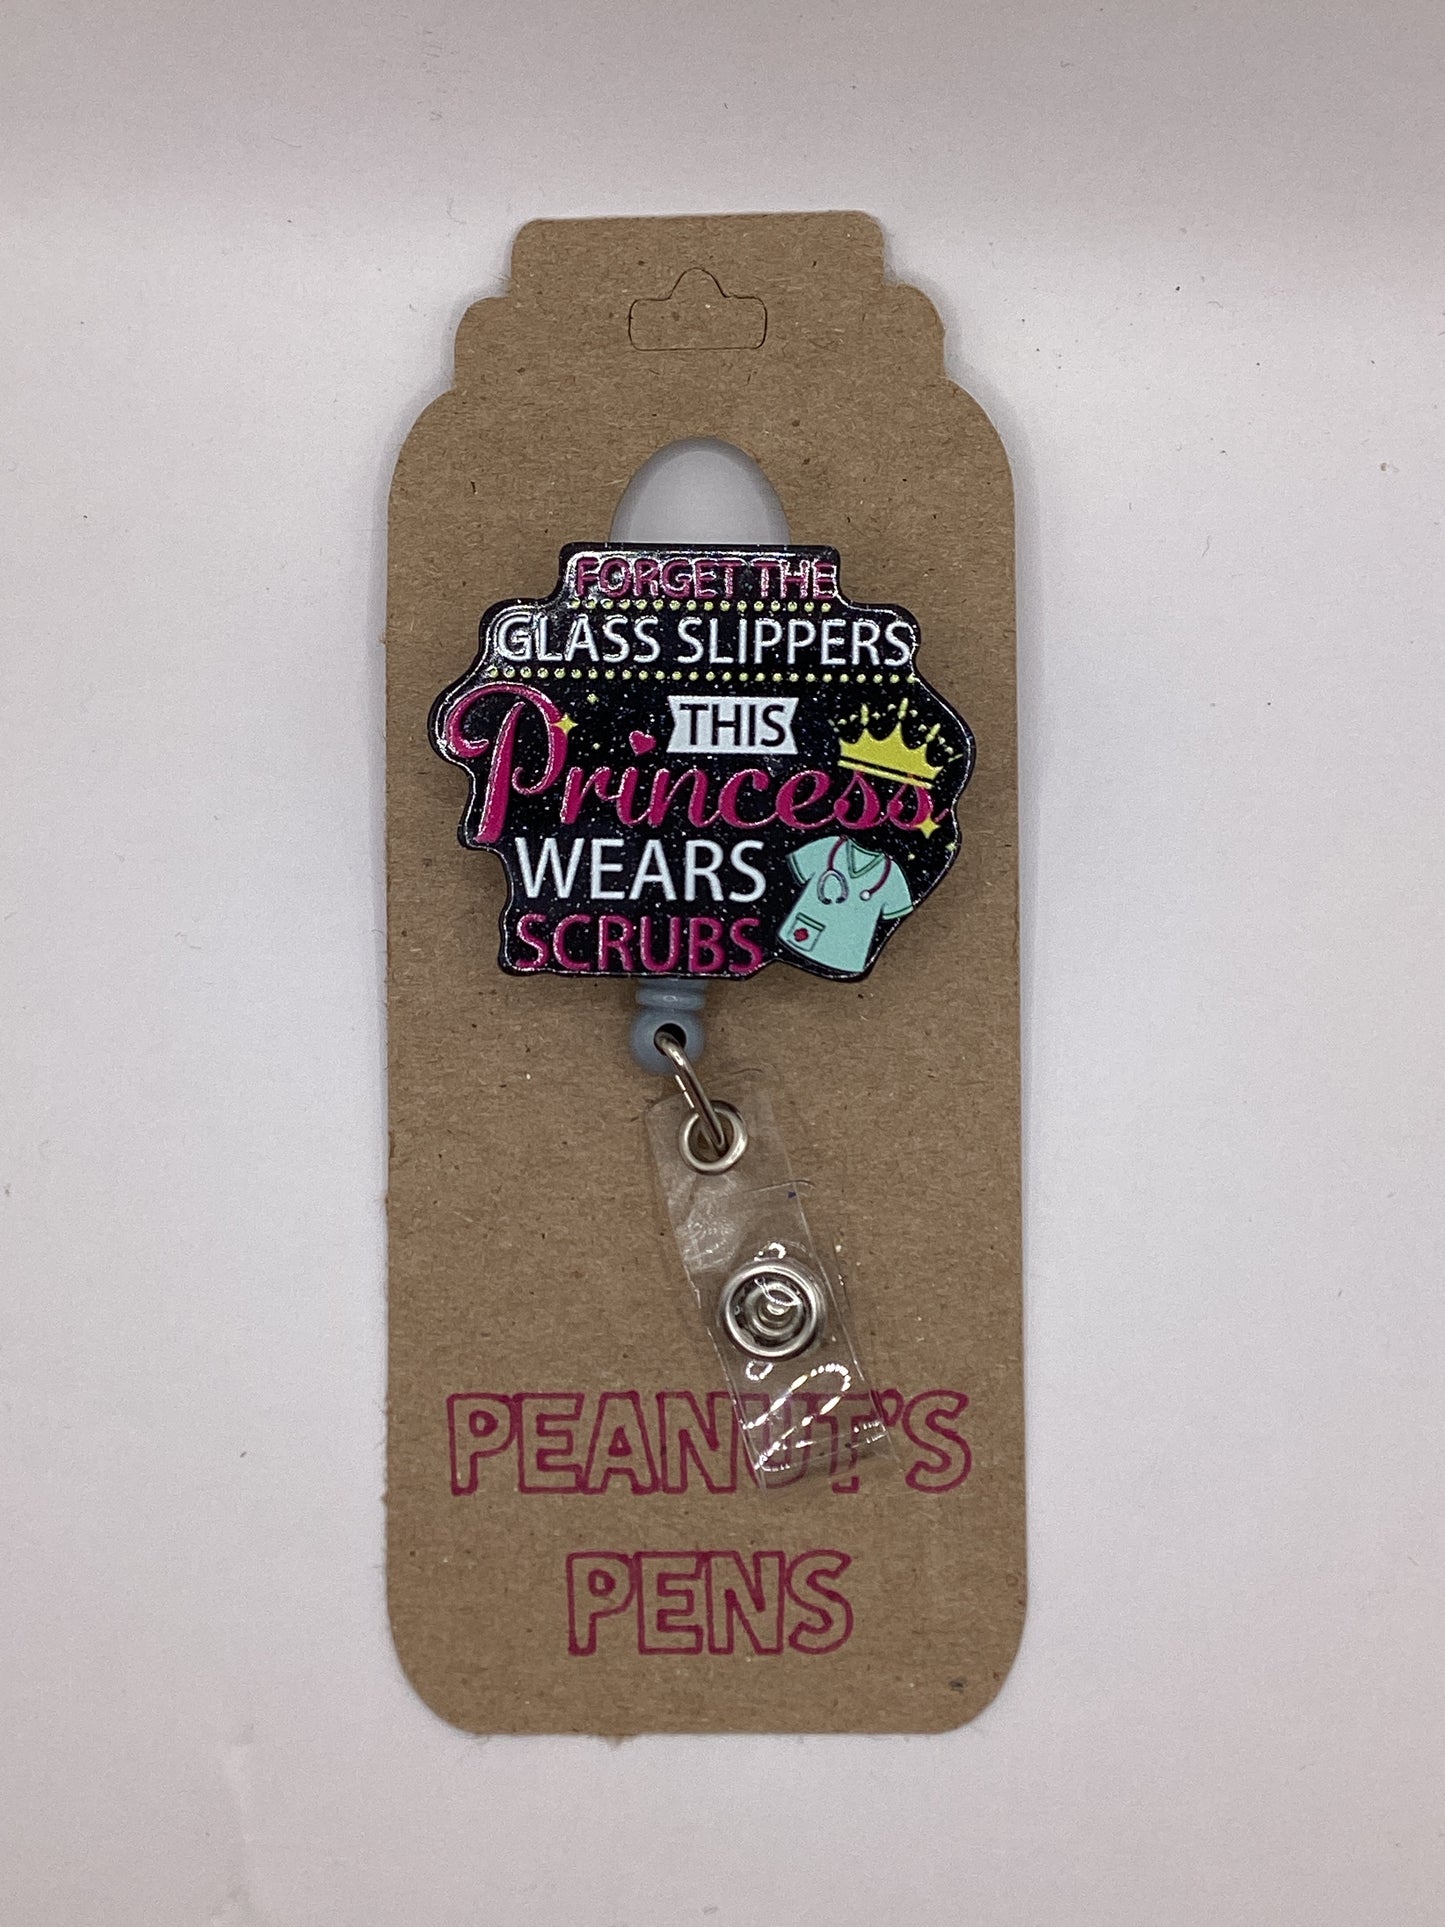 FORGET THE
GLASS SLIPPERS
THIS
Princess
WEARS
SCRUBS
PEANUT'S
PENS